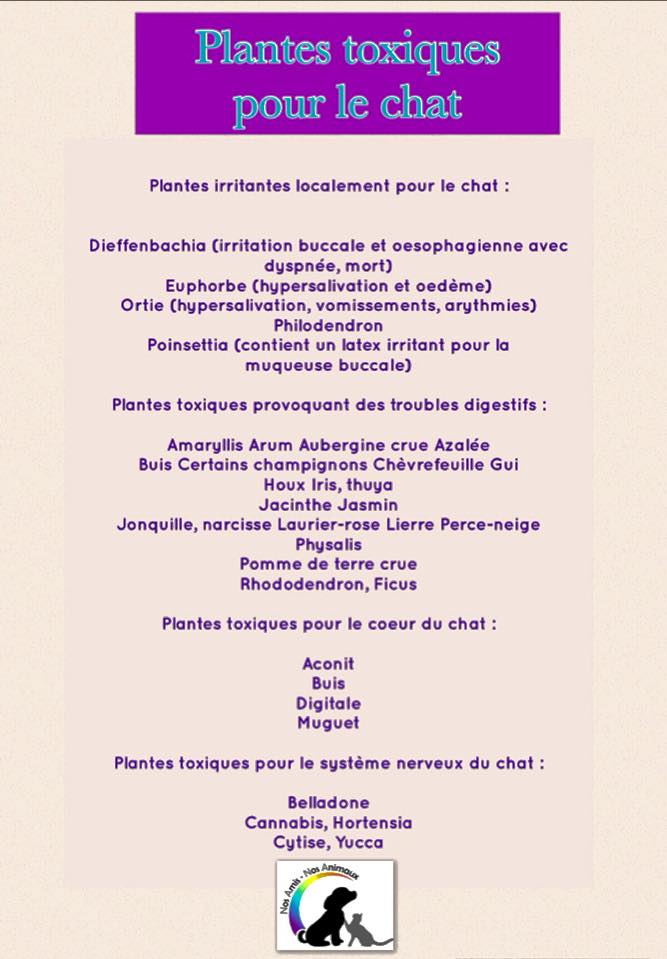 Plantes toxiques
pour le chat
Plantes irritantes localement pour le chat :
Dieffenbachia (irritation buccale et oesophagienne avec
dyspnée, mort)
Euphorbe (hypersalivation et oedème)
Ortie (hypersalivation, vomissements, arythmies)
Philodendron
Poinsettia (contient un latex irritant pour la
muqueuse buccale)
Plantes toxiques provoquant des troubles digestifs :
Amaryllis Arum Aubergine crue Azalée
Buis Certains champignons Chèvrefeuille Gui
Houx Iris, thuya
Jacinthe Jasmin
Jonquille, narcisse Laurier-rose Lierre Perce-neige
Physalis
Pomme de terre crue
Rhododendron, Ficus
Plantes toxiques pour le coeur du chat :
Aconit
Buis
Digitale
Muguet
Plantes toxiques pour le système nerveux du chat :
Belladone
Cannabis, Hortensia
Cytise, Yucca
Nos Amis - Nos Animaux